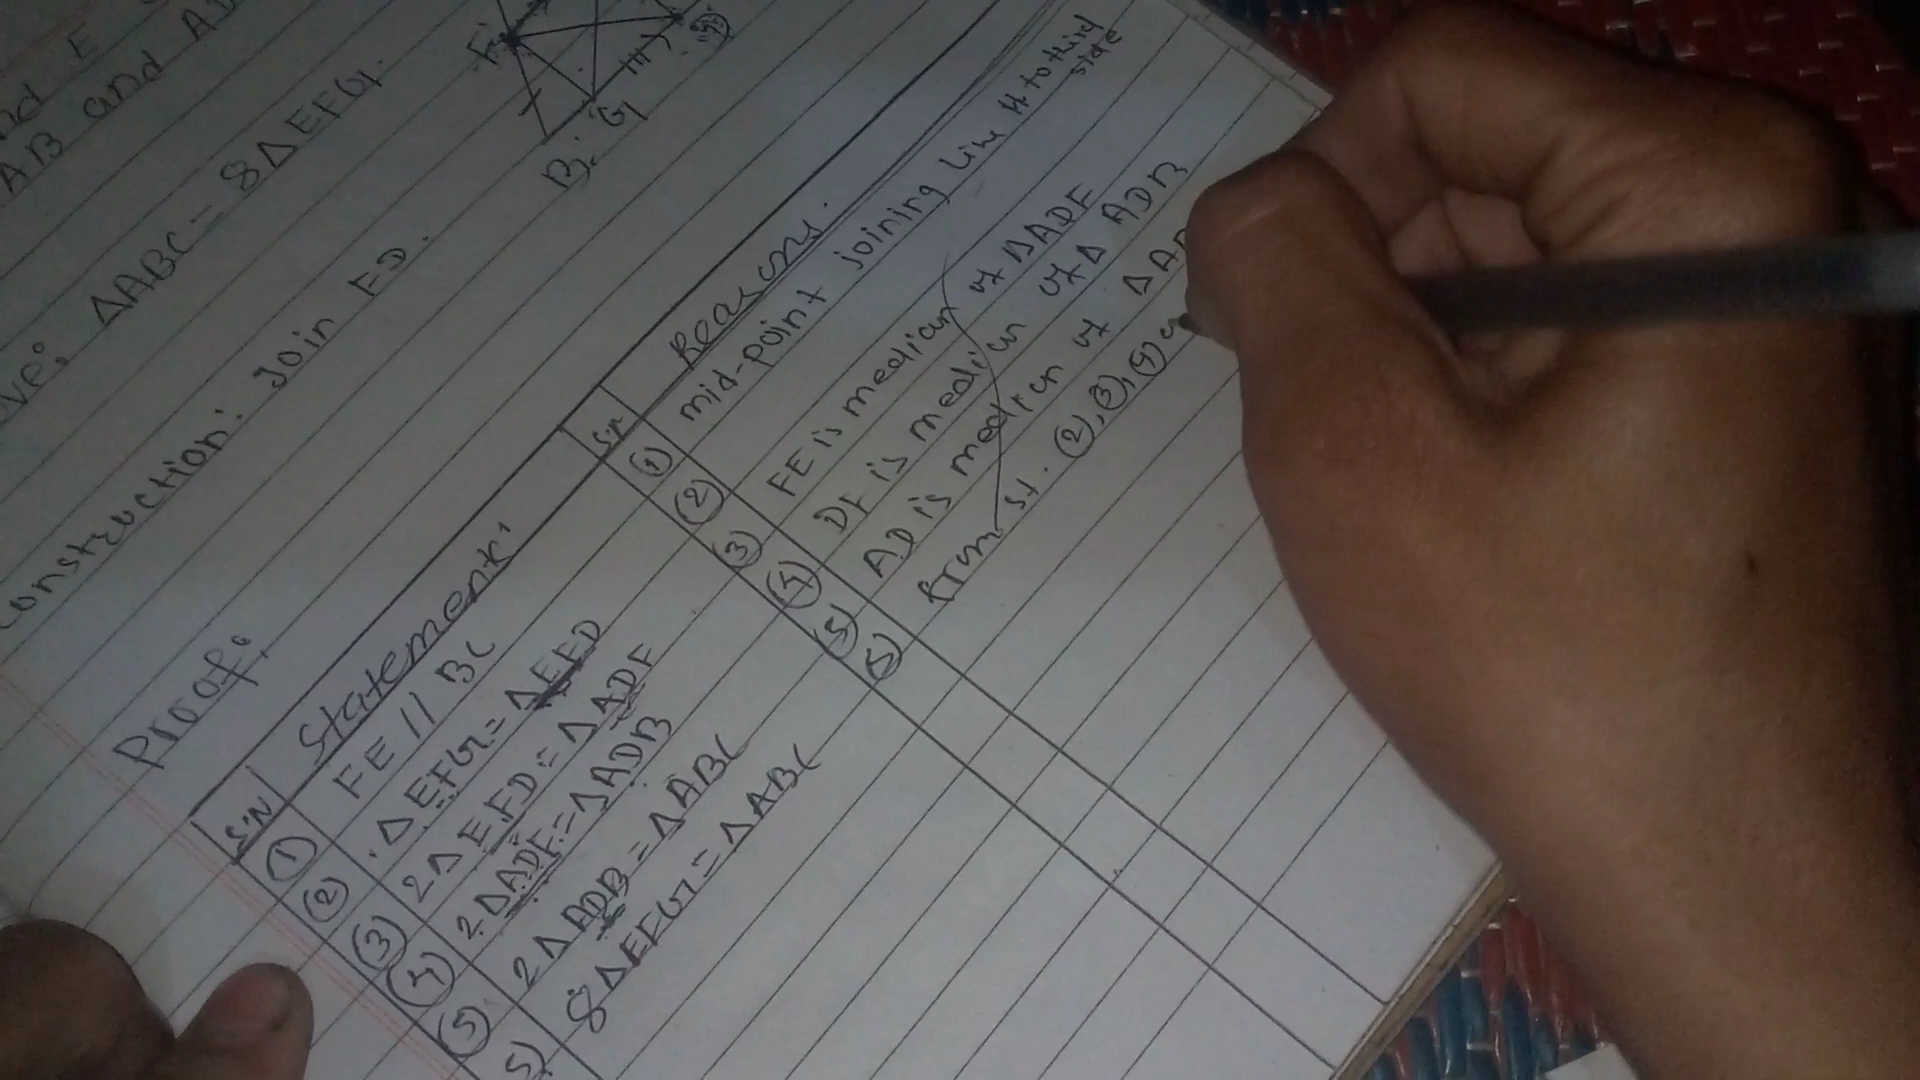 AB and AD
Prove: ΔABC = 8ΔEFG.
F
B. G
Construction: Join FD.
Proof:
S.N Statement
① FE // BC
② ΔEFG = ΔEFD
③ 2ΔEFD = ΔADF
④ 2ΔADF = ΔADB
⑤ 2ΔADB = ΔABC
5) 8ΔEFG = ΔABC
Reasons.
① mid-point joining line // to third side
②
③ FE is median of ΔADF
④ DF is median of Δ ADB
⑤ AD is median of Δ
From st. ②, ③, ④